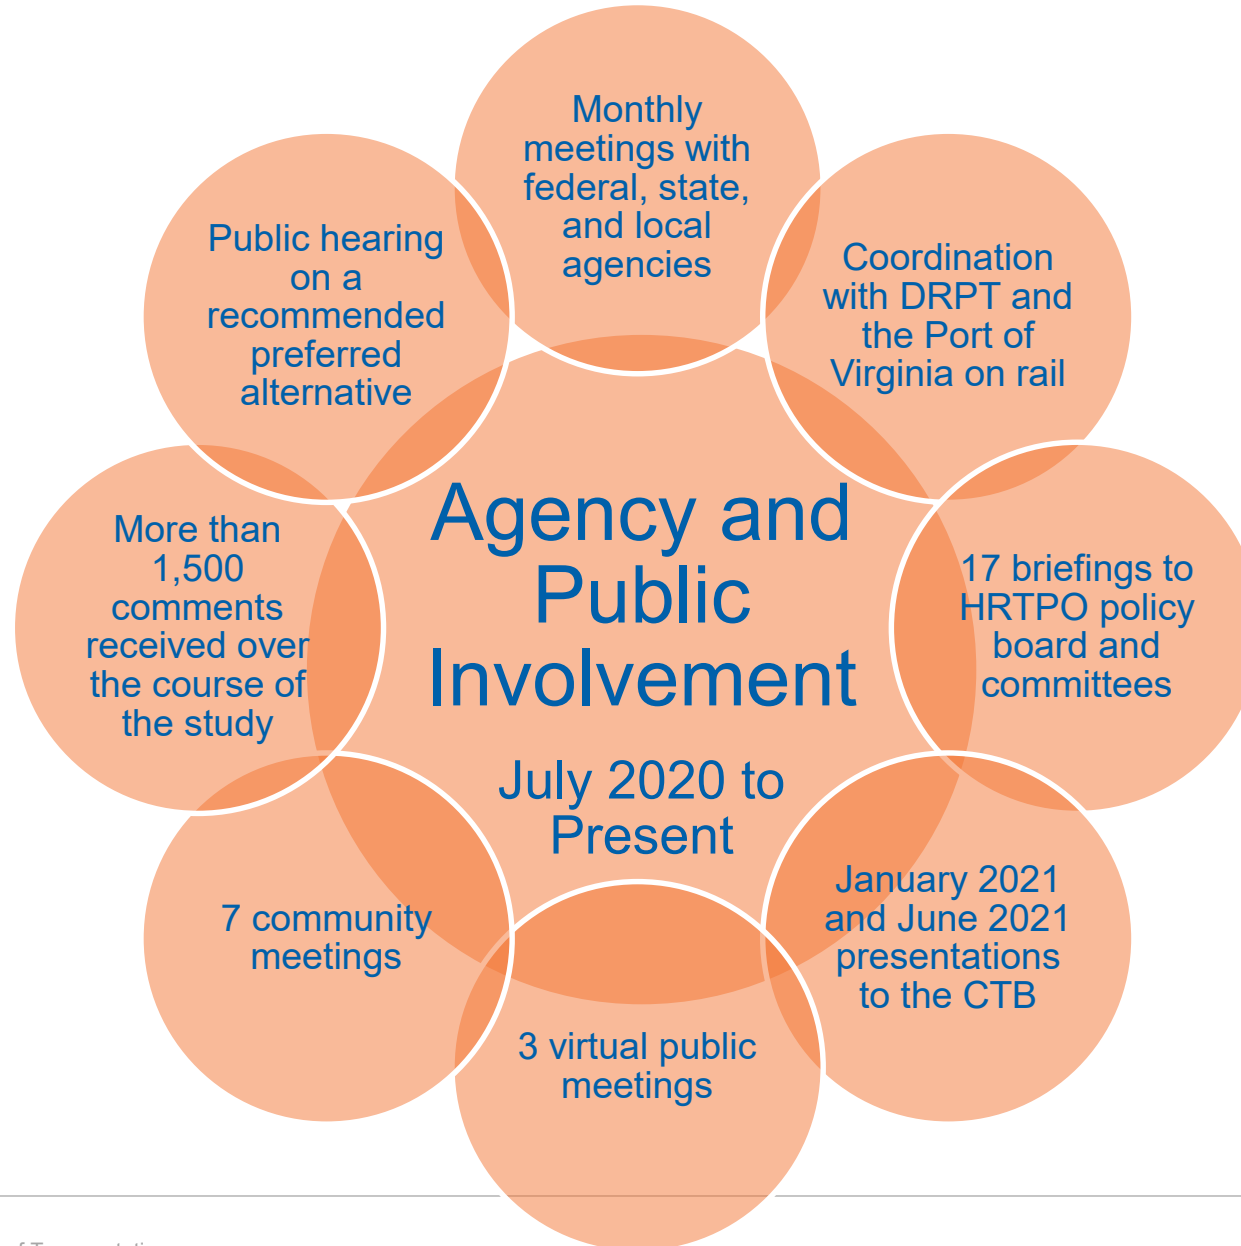 Monthly
meetings with
federal, state,
and local
agencies
Coordination
with DRPT and
the Port of
Virginia on rail
17 briefings to
HRTPO policy
board and
committees
January 2021
and June 2021
presentations
to the CTB
3 virtual public
meetings
7 community
meetings
More than
1,500
comments
received over
the course of
the study
Public hearing
on a
recommended
preferred
alternative
Agency and
Public
Involvement
July 2020 to
Present